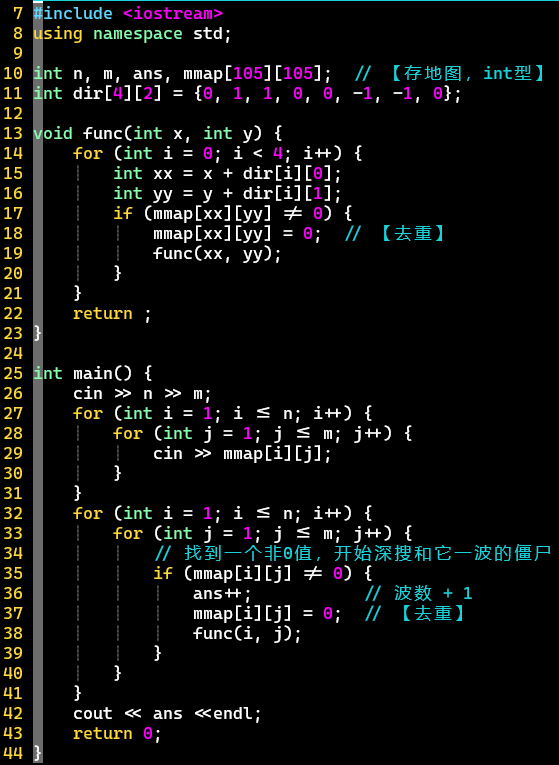 7 #include <iostream>
8 using namespace std;
9
10 int n, m, ans, mmap[105][105];  // 【存地图，int型】
11 int dir[4][2] = {0, 1, 1, 0, 0, -1, -1, 0};
12
13 void func(int x, int y) {
14     for (int i = 0; i < 4; i++) {
15         int xx = x + dir[i][0];
16         int yy = y + dir[i][1];
17         if (mmap[xx][yy] != 0) {
18             mmap[xx][yy] = 0;  // 【去重】
19             func(xx, yy);
20         }
21     }
22     return ;
23 }
24
25 int main() {
26     cin >> n >> m;
27     for (int i = 1; i <= n; i++) {
28         for (int j = 1; j <= m; j++) {
29             cin >> mmap[i][j];
30         }
31     }
32     for (int i = 1; i <= n; i++) {
33         for (int j = 1; j <= m; j++) {
34             // 找到一个非0值，开始深搜和它一波的僵尸
35             if (mmap[i][j] != 0) {
36                 ans++;           // 波数 + 1
37                 mmap[i][j] = 0;  // 【去重】
38                 func(i, j);
39             }
40         }
41     }
42     cout << ans <<endl;
43     return 0;
44 }